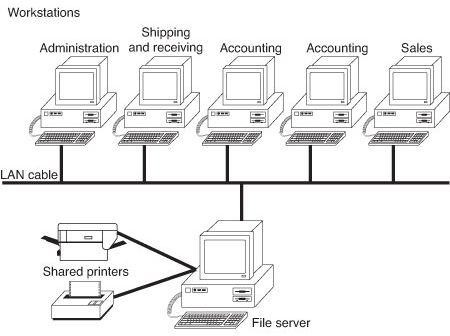 Workstations
Administration
Shipping
and receiving
Accounting
Accounting
Sales
LAN cable
Shared printers
File server